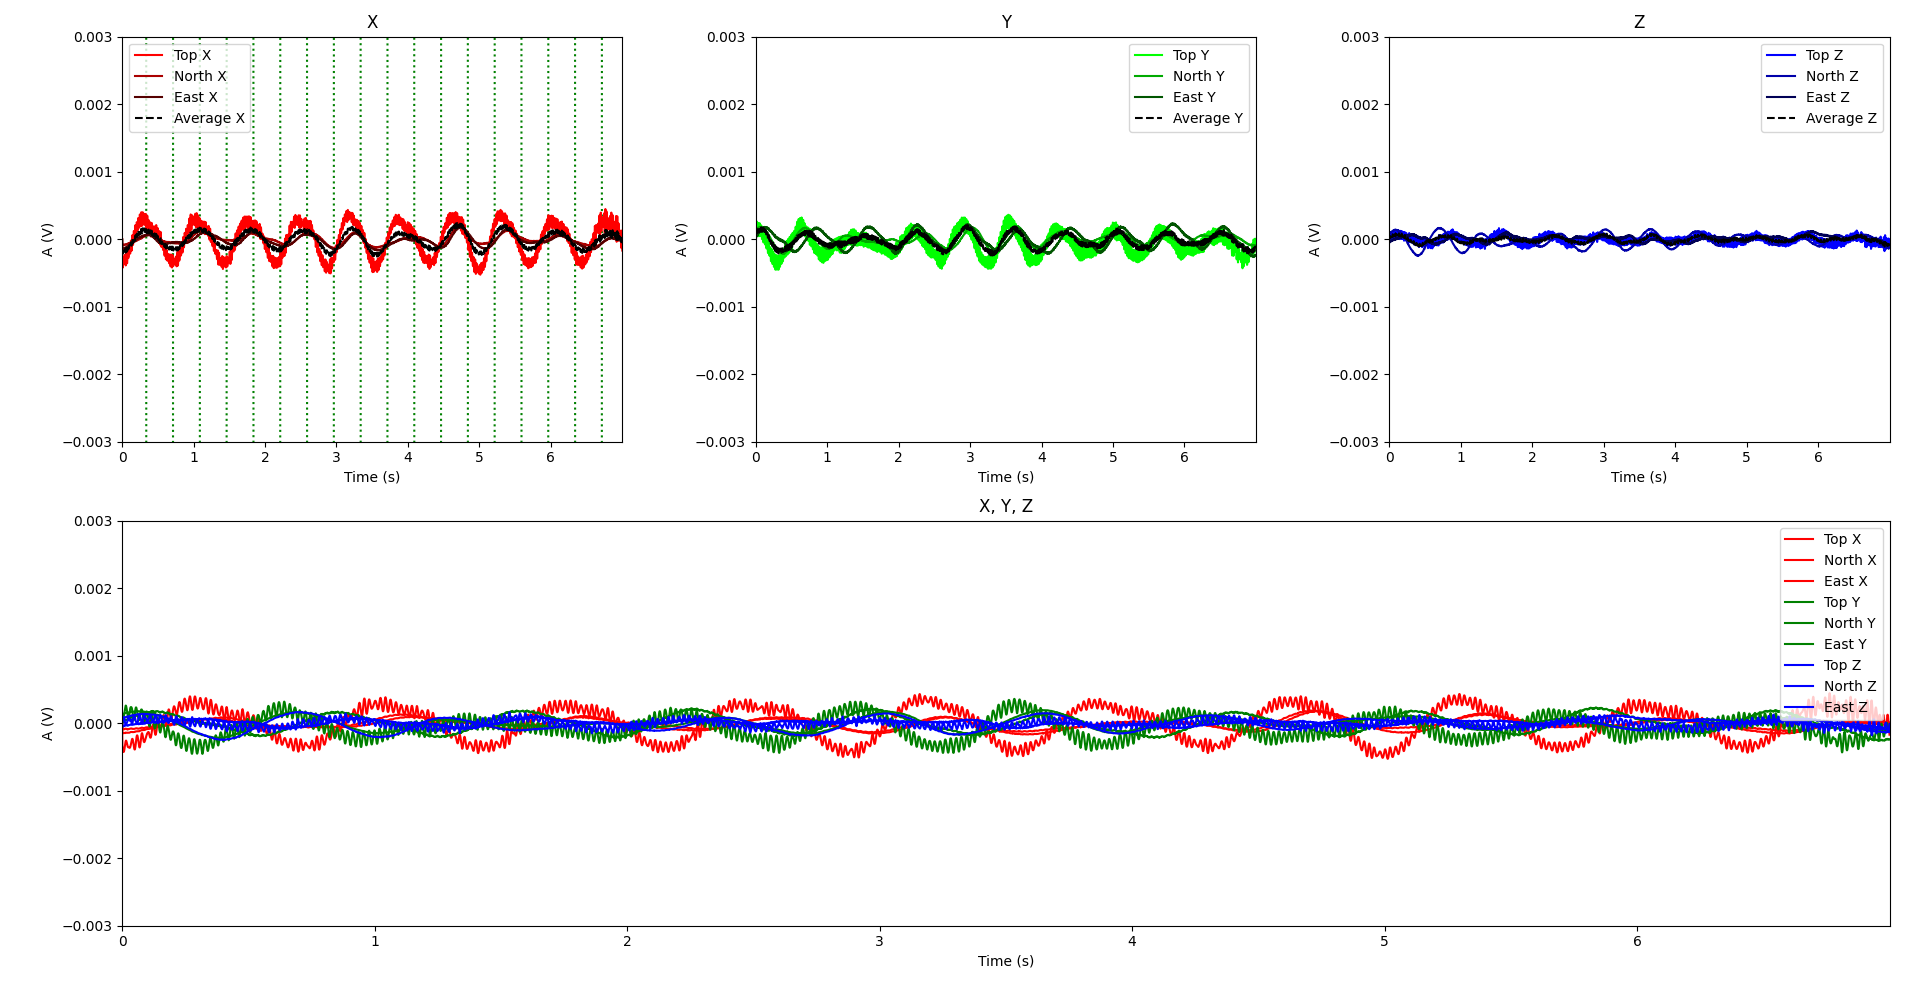 X
0.003
0.002
0.001
0.000
−0.001
−0.002
−0.003
A (V)
0 1 2 3 4 5 6
Time (s)
Top X
North X
East X
Average X
Y
0.003
0.002
0.001
0.000
−0.001
−0.002
−0.003
A (V)
0 1 2 3 4 5 6
Time (s)
Top Y
North Y
East Y
Average Y
Z
0.003
0.002
0.001
0.000
−0.001
−0.002
−0.003
A (V)
0 1 2 3 4 5 6
Time (s)
Top Z
North Z
East Z
Average Z
X, Y, Z
0.003
0.002
0.001
0.000
−0.001
−0.002
−0.003
A (V)
0 1 2 3 4 5 6
Time (s)
Top X
North X
East X
Top Y
North Y
East Y
Top Z
North Z
East Z